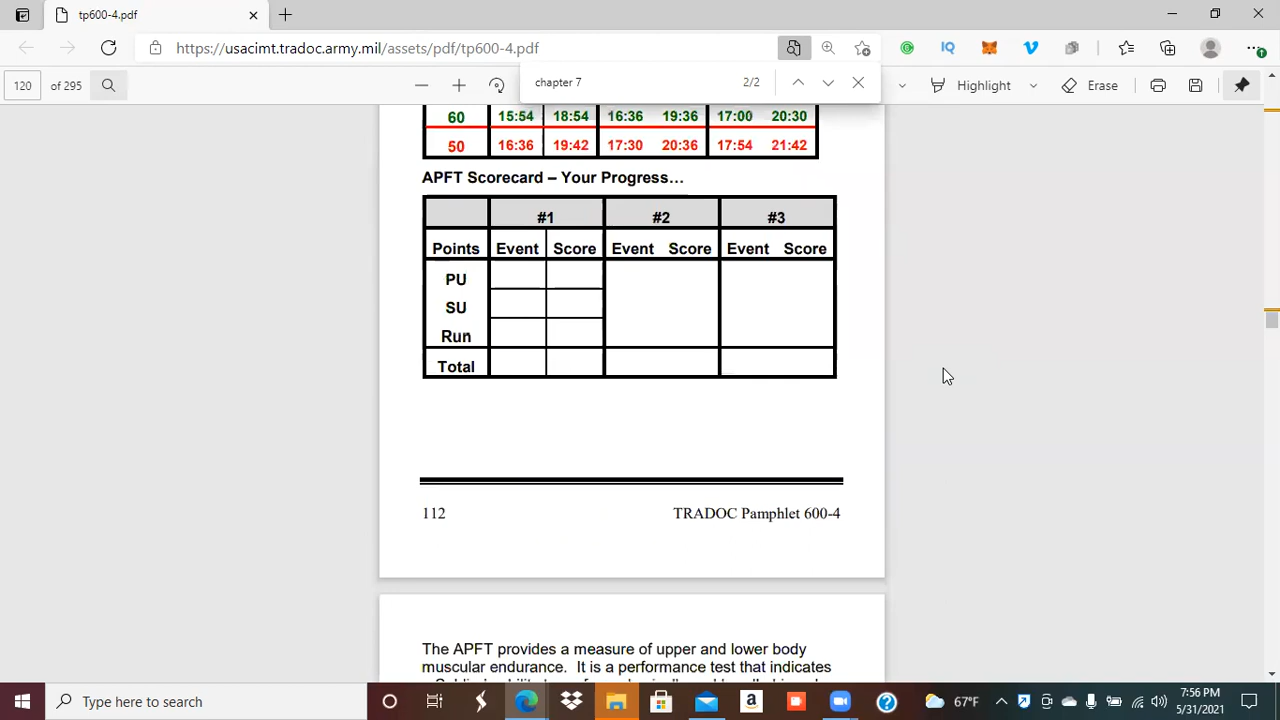 tp600-4.pdf
https://usacimt.tradoc.army.mil/assets/pdf/tp600-4.pdf
IQ
120 of 295
chapter 7 2/2
Highlight
Erase
60 15:54 18:54 16:36 19:36 17:00 20:30
50 16:36 19:42 17:30 20:36 17:54 21:42
APFT Scorecard – Your Progress…
#1 #2 #3
Points Event Score Event Score Event Score
PU
SU
Run
Total
112 TRADOC Pamphlet 600-4
The APFT provides a measure of upper and lower body
muscular endurance. It is a performance test that indicates
Type here to search
67°F
7:56 PM
5/31/2021